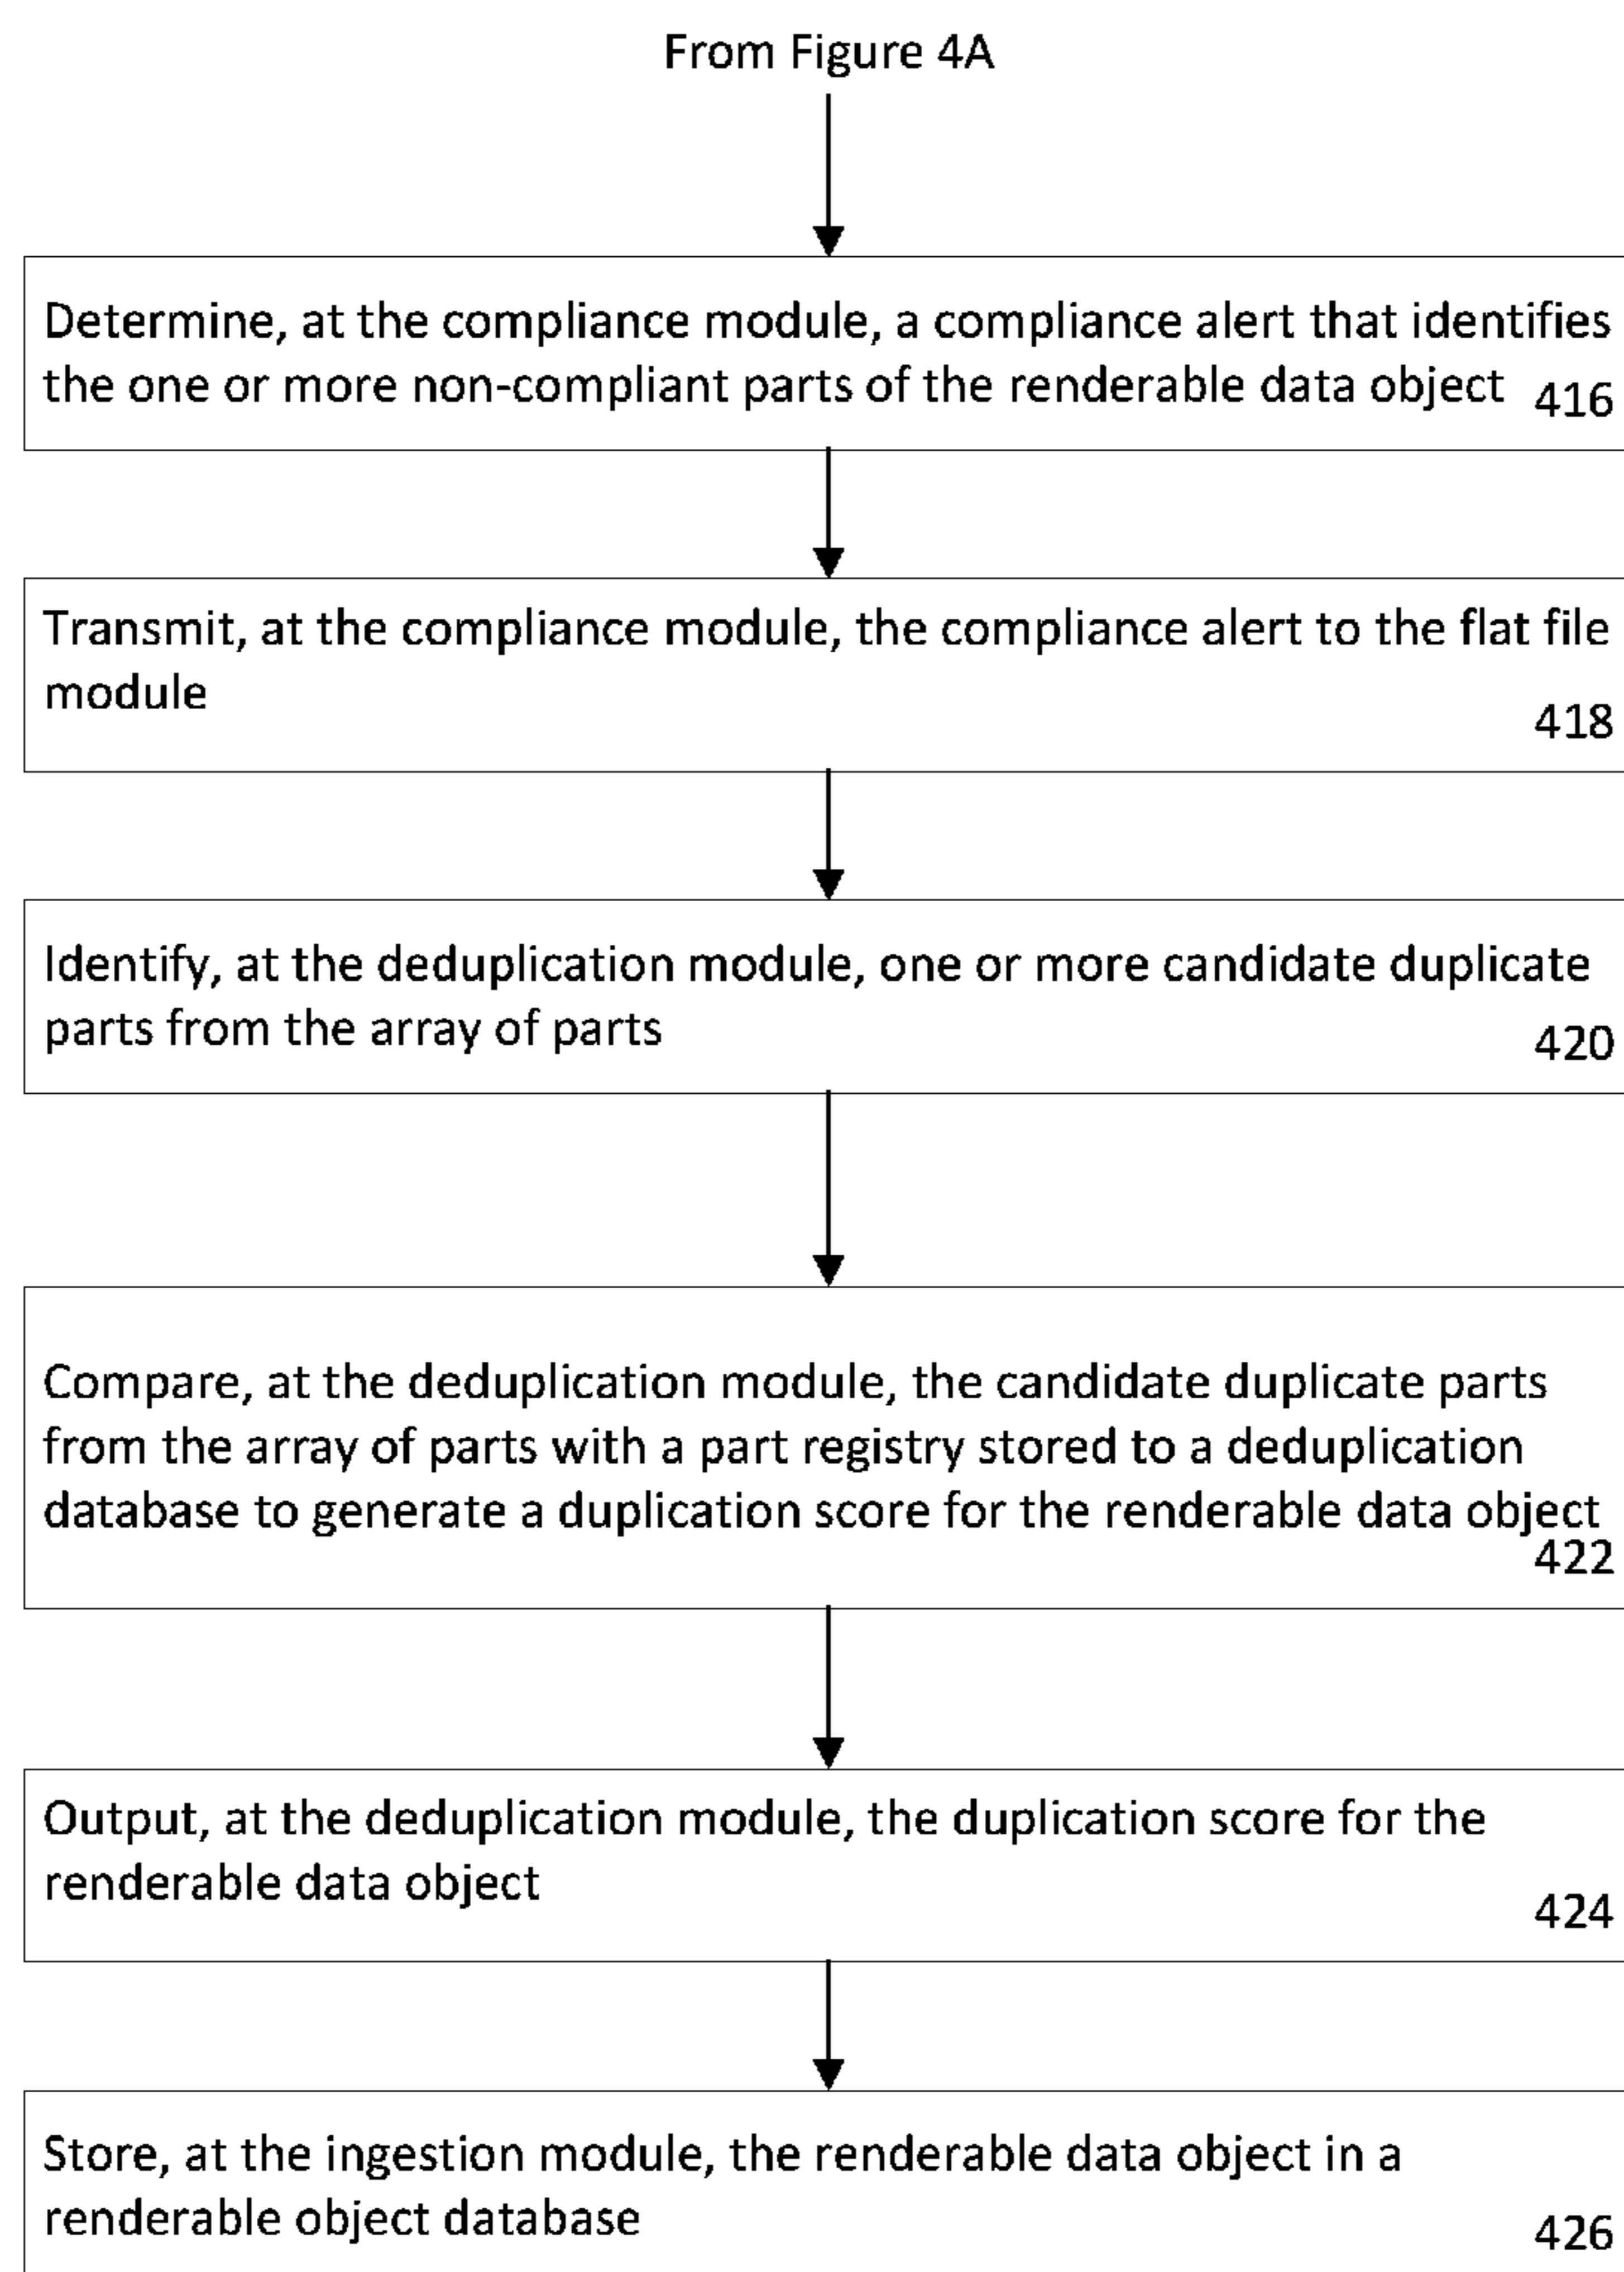 From Figure 4A
Determine, at the compliance module, a compliance alert that identifies
the one or more non-compliant parts of the renderable data object 416
Transmit, at the compliance module, the compliance alert to the flat file
module
418
Identify, at the deduplication module, one or more candidate duplicate
parts from the array of parts
420
Compare, at the deduplication module, the candidate duplicate parts
from the array of parts with a part registry stored to a deduplication
database to generate a duplication score for the renderable data object
422
Output, at the deduplication module, the duplication score for the
renderable data object
424
Store, at the ingestion module, the renderable data object in a
renderable object database
426